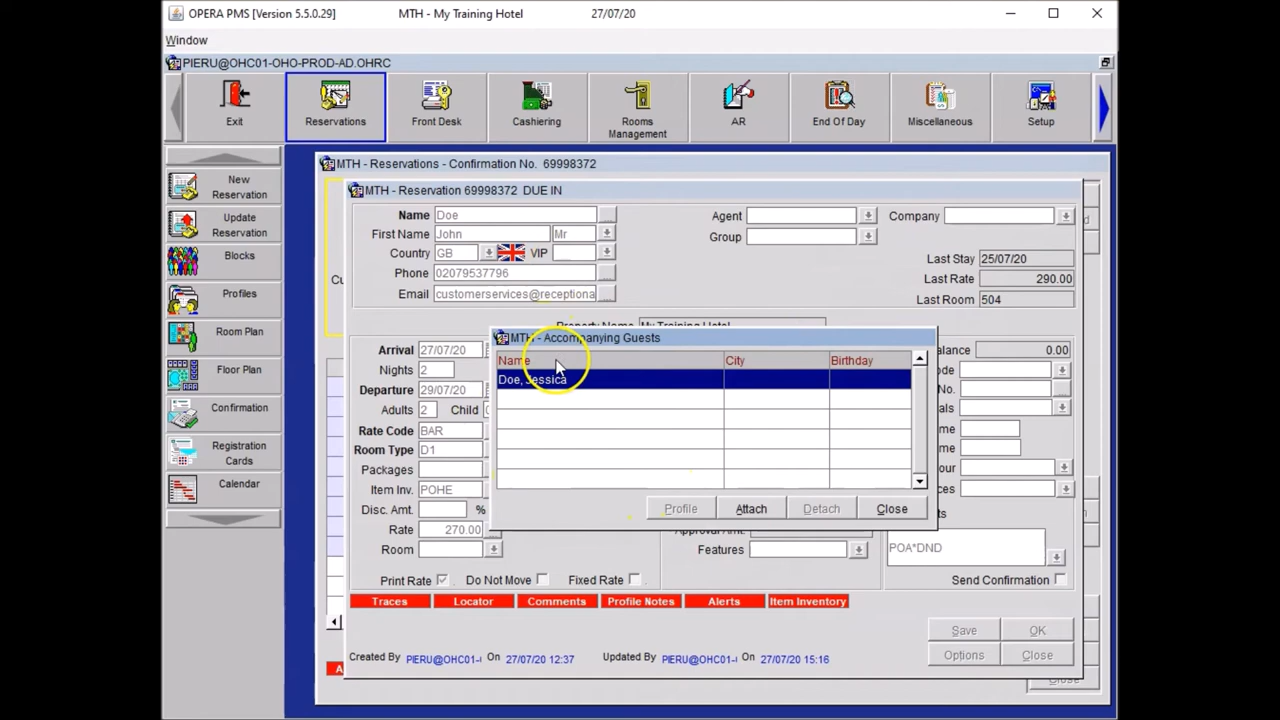 OPERA PMS [Version 5.5.0.29] MTH - My Training Hotel 27/07/20
Window
PIERU@OHC01-OHO-PROD-AD.OHRC
Exit
Reservations
Front Desk
Cashiering
Rooms Management
AR
End Of Day
Miscellaneous
Setup
New Reservation
Update Reservation
Blocks
Profiles
Room Plan
Floor Plan
Confirmation
Registration Cards
Calendar
MTH - Reservations - Confirmation No. 69998372
MTH - Reservation 69998372 DUE IN
Name Doe
First Name John Mr
Country GB VIP
Phone 02079537796
Email customerservices@receptiona
Agent
Group
Company
Last Stay 25/07/20
Last Rate 290.00
Last Room 504
Property Name My Training Hotel
Arrival 27/07/20
Nights 2
Departure 29/07/20
Adults 2 Child
Rate Code BAR
Room Type D1
Packages
Item Inv. POHE
Disc. Amt. %
Rate 270.00
Room
MTH - Accompanying Guests
Name City Birthday
Doe, Jessica
Profile Attach Detach Close
alance 0.00
ode
No.
als
me
me
our
ces
ts
Approval Amt.
Features
POA*DND
Print Rate Do Not Move Fixed Rate
Send Confirmation
Traces Locator Comments Profile Notes Alerts Item Inventory
Save OK
Options Close
Created By PIERU@OHC01- On 27/07/20 12:37 Updated By PIERU@OHC01- On 27/07/20 15:16
Close